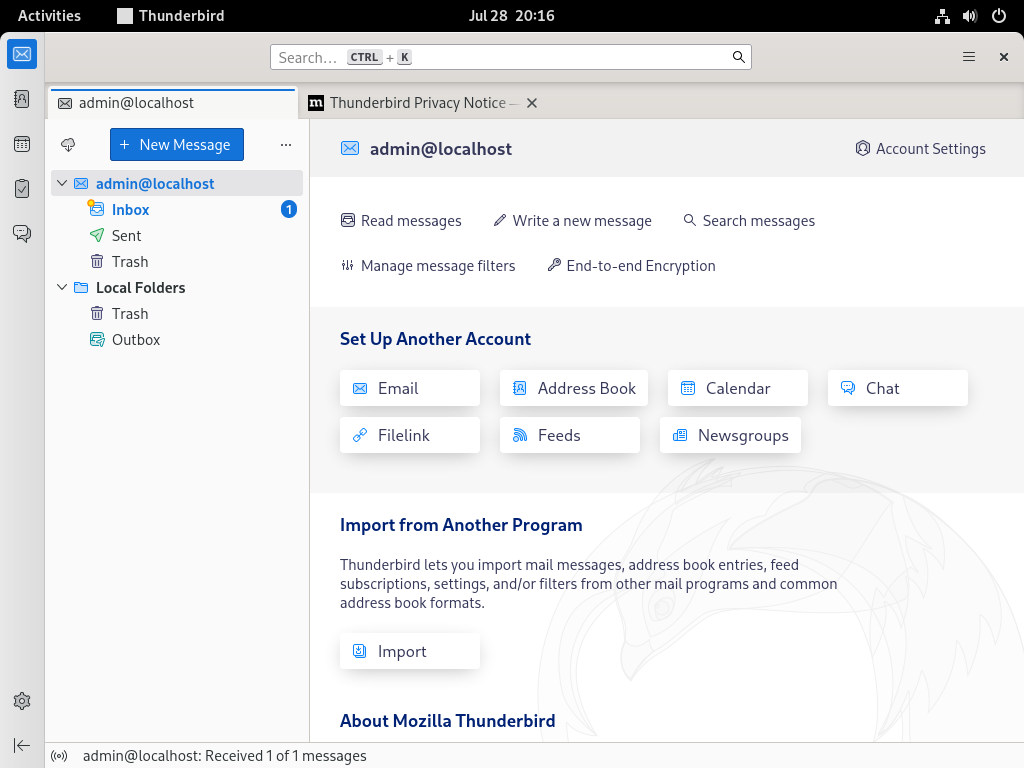 Activities Thunderbird Jul 28 20:16
Search… CTRL + K
admin@localhost
Thunderbird Privacy Notice —
+ New Message
admin@localhost
Inbox 1
Sent
Trash
Local Folders
Trash
Outbox
admin@localhost
Account Settings
Read messages Write a new message Search messages
Manage message filters End-to-end Encryption
Set Up Another Account
Email Address Book Calendar Chat
Filelink Feeds Newsgroups
Import from Another Program
Thunderbird lets you import mail messages, address book entries, feed
subscriptions, settings, and/or filters from other mail programs and common
address book formats.
Import
About Mozilla Thunderbird
admin@localhost: Received 1 of 1 messages